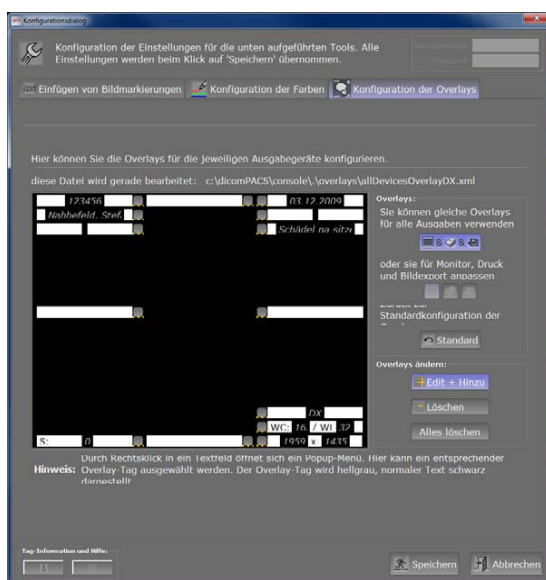 Konfigurationsdialog
Konfiguration der Einstellungen für die unten aufgeführten Tools. Alle
Einstellungen werden beim Klick auf 'Speichern' übernommen.
Einfügen von Bildmarkierungen
Konfiguration der Farben
Konfiguration der Overlays
Hier können Sie die Overlays für die jeweiligen Ausgabegeräte konfigurieren.
diese Datei wird gerade bearbeitet: c:\dicomPACS\console\.\overlays\allDevicesOverlayDX.xml
123456
03.12.2009
Nabbefeld, Stef.
Schädel pa sitzi
DX
WC: 16. / WI 32
S: 0
1959 x 1435
Overlays:
Sie können gleiche Overlays
für alle Ausgaben verwenden
& &
oder sie für Monitor, Druck
und Bildexport anpassen
Standardkonfiguration der
Standard
Overlays ändern:
+ Edit + Hinzu
- Löschen
Alles löschen
Durch Rechtsklick in ein Textfeld öffnet sich ein Popup-Menü. Hier kann ein entsprechender
Hinweis: Overlay-Tag ausgewählt werden. Der Overlay-Tag wird hellgrau, normaler Text schwarz
dargestellt
Tag-Information und Hilfe:
Speichern
Abbrechen